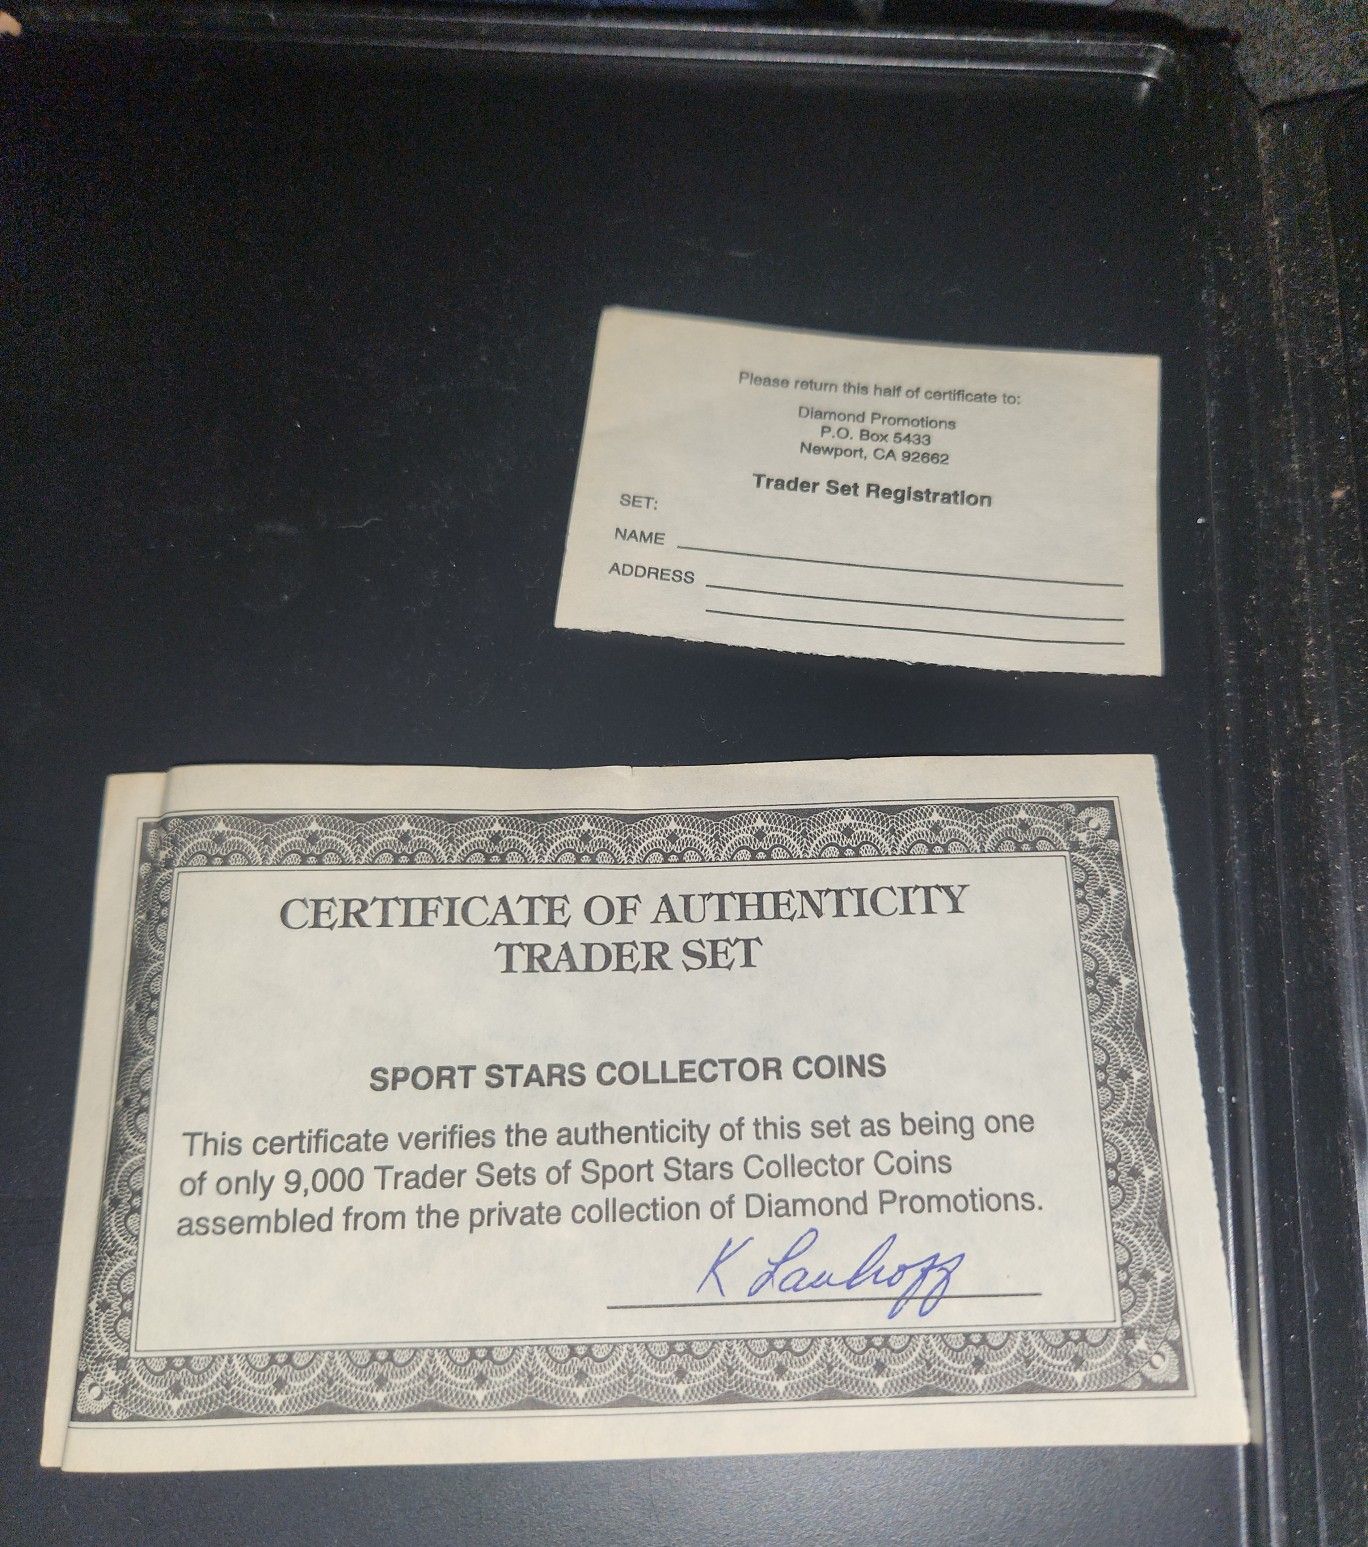 Please return this half of certificate to:
Diamond Promotions
P.O. Box 5433
Newport, CA 92662
Trader Set Registration
SET:
NAME
ADDRESS
CERTIFICATE OF AUTHENTICITY
TRADER SET
SPORT STARS COLLECTOR COINS
This certificate verifies the authenticity of this set as being one
of only 9,000 Trader Sets of Sport Stars Collector Coins
assembled from the private collection of Diamond Promotions.
K